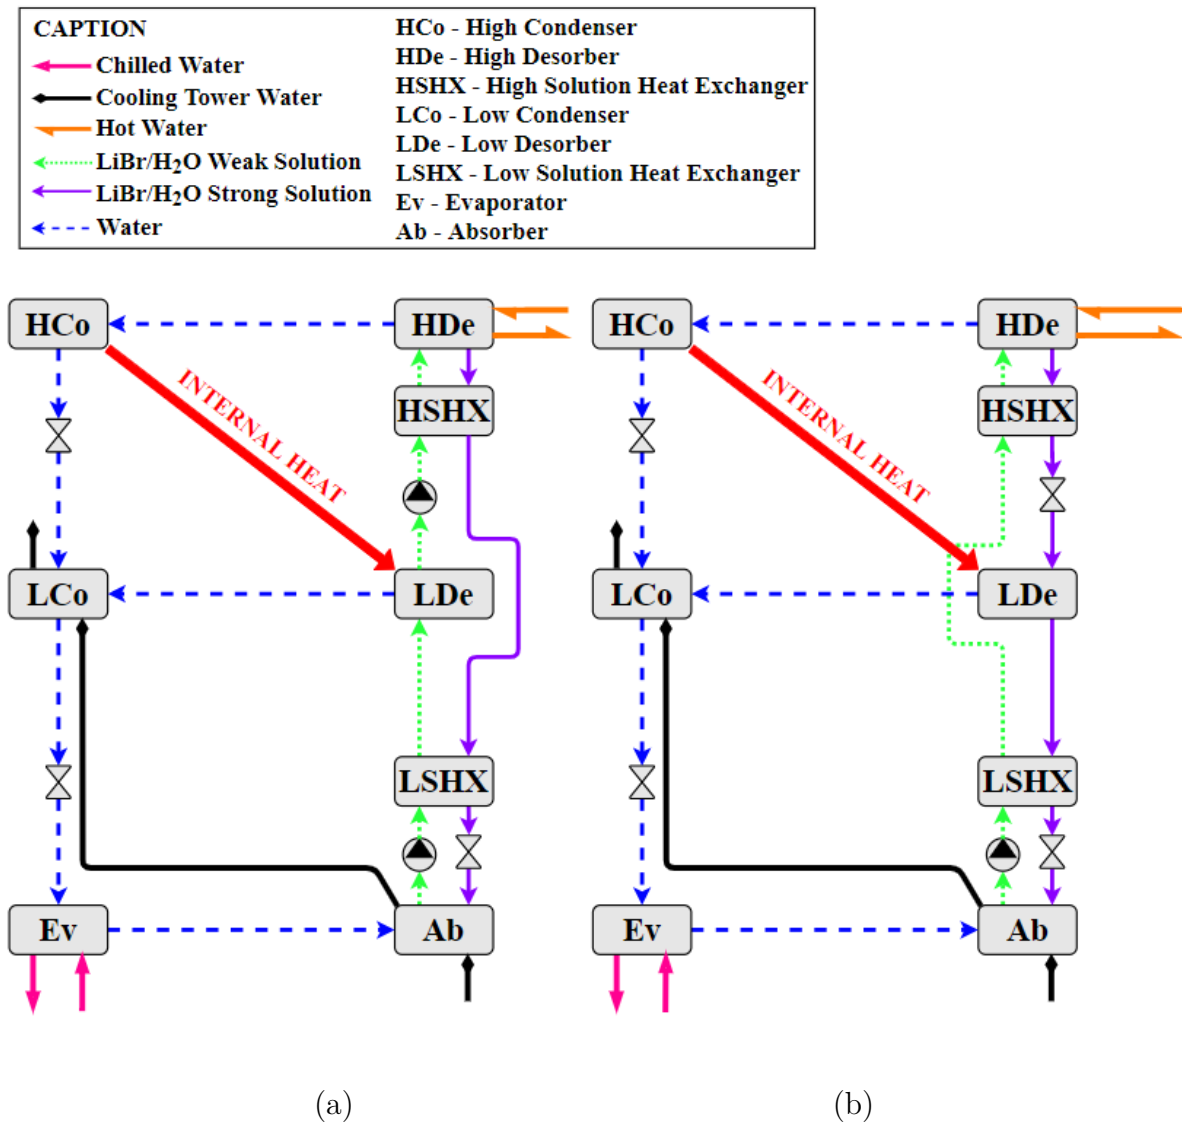 CAPTION
Chilled Water
Cooling Tower Water
Hot Water
LiBr/H2O Weak Solution
LiBr/H2O Strong Solution
Water
HCo - High Condenser
HDe - High Desorber
HSHX - High Solution Heat Exchanger
LCo - Low Condenser
LDe - Low Desorber
LSHX - Low Solution Heat Exchanger
Ev - Evaporator
Ab - Absorber
HCo
HDe
INTERNAL HEAT
HSHX
LCo
LDe
LSHX
Ev
Ab
(a)
HCo
HDe
INTERNAL HEAT
HSHX
LCo
LDe
LSHX
Ev
Ab
(b)